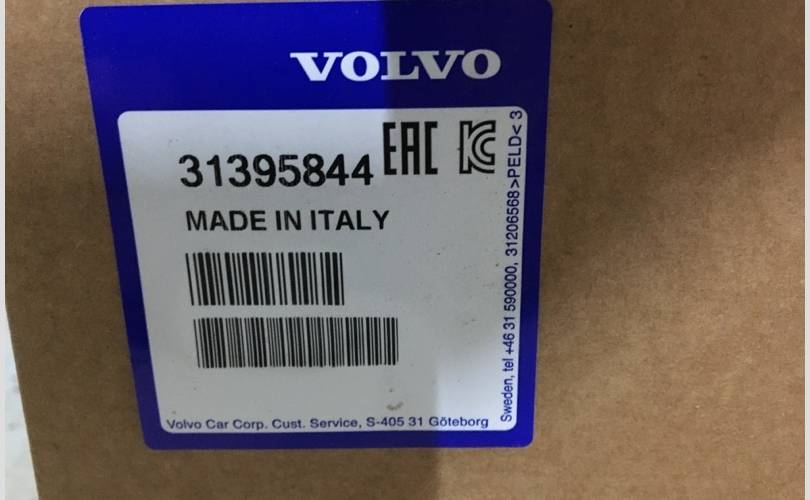 VOLVO
EAC
31395844
MADE IN ITALY
Volvo Car Corp. Cust. Service, S-405 31 Göteborg
Sweden, tel +46 31 590000, 31206568 >PELD< 3